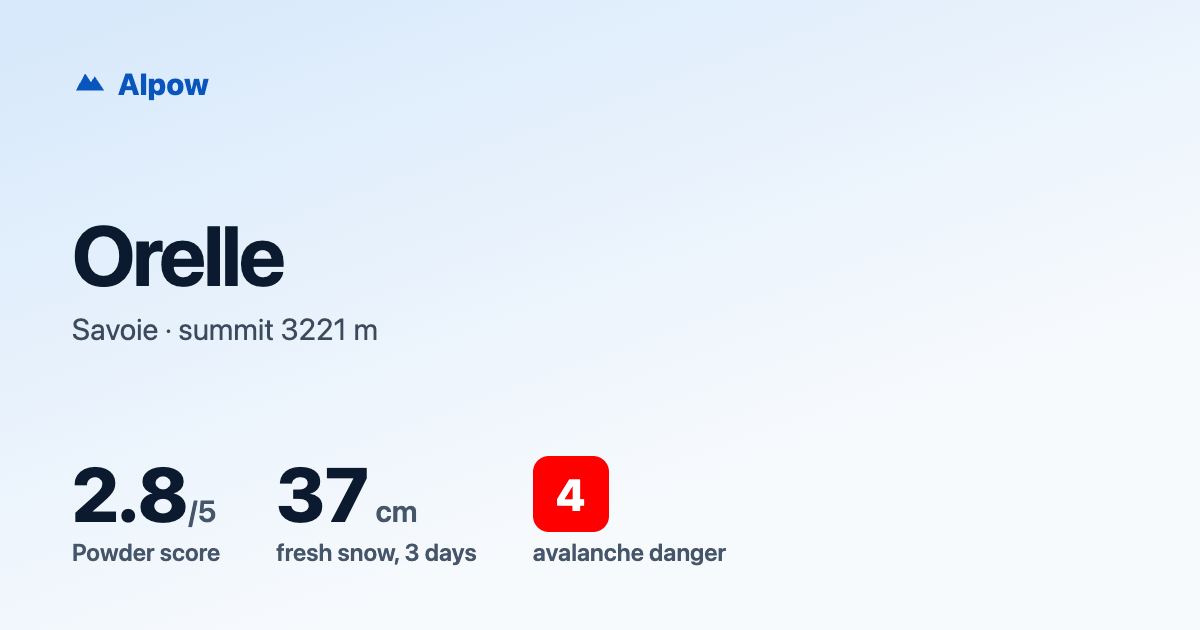 Alpow
Orelle
Savoie · summit 3221 m
2.8/5
Powder score
37 cm
fresh snow, 3 days
4
avalanche danger